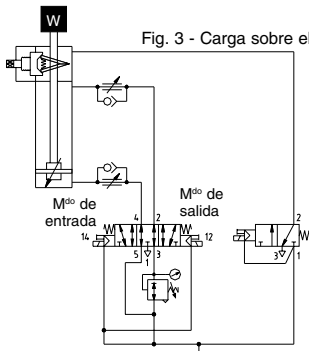 W
Fig. 3 - Carga sobre el
4
2
Mdo de
entrada
Mdo de
salida
2
14
12
5
1
3
3
1